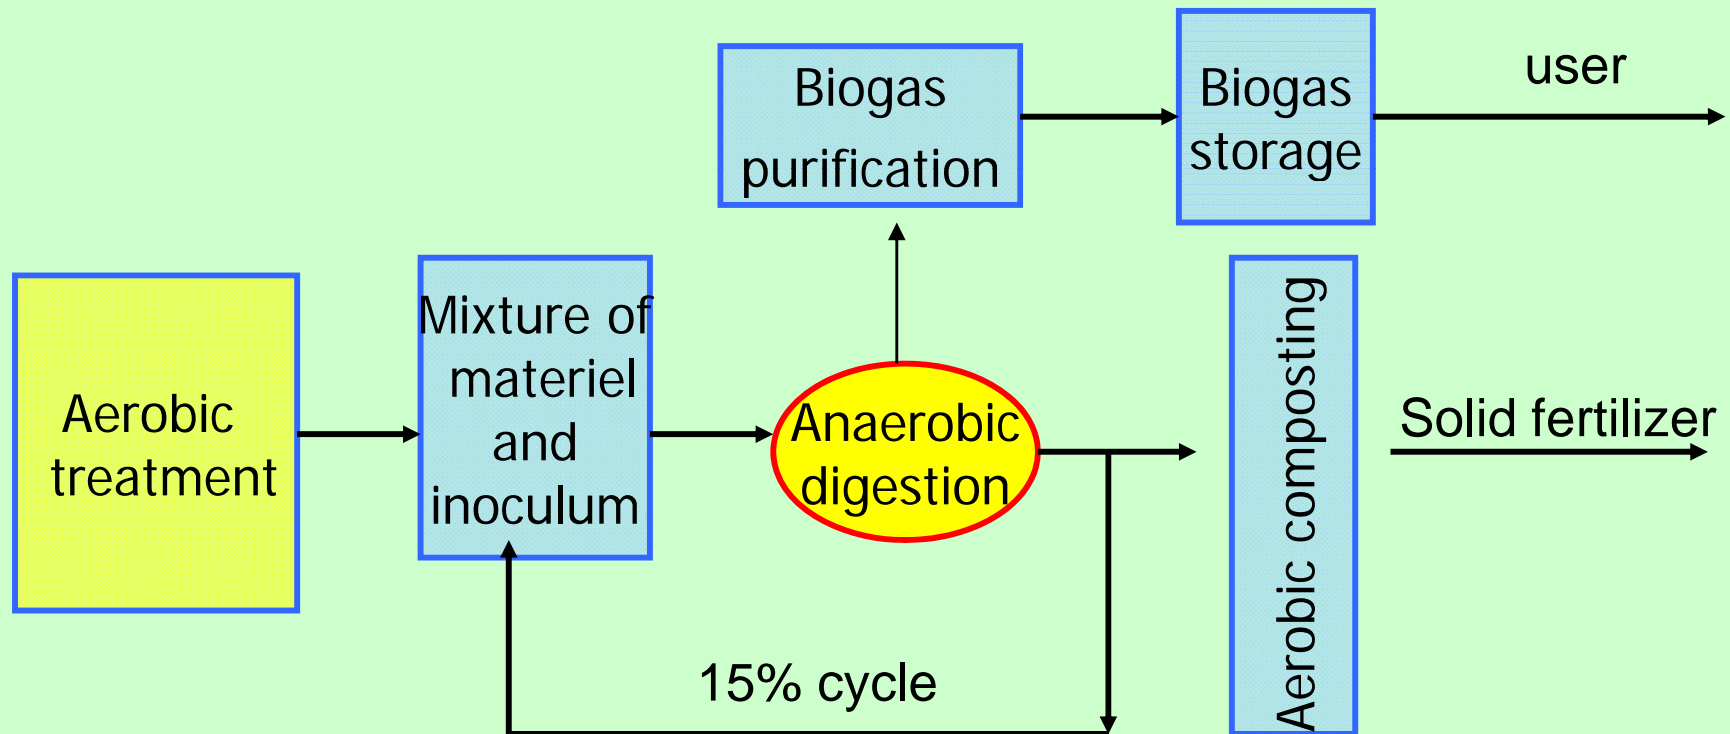 Biogas
purification
Biogas
storage
user
Aerobic
treatment
Mixture of
materiel
and
inoculum
Anaerobic
digestion
Aerobic composting
Solid fertilizer
15% cycle